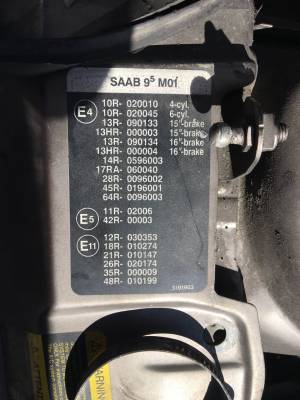 SAAB 9⁵ M01
E4
10R- 020010 4-cyl.
10R- 020045 6-cyl.
13R- 090133 15"-brake
13HR- 000003 15"-brake
13R- 090134 16"-brake
13HR- 000004 16"-brake
14R- 0596003
17RA- 060040
28R- 0096002
45R- 0196001
64R- 0096003
E5
11R- 02006
42R- 00003
E11
12R- 030353
18R- 010274
21R- 010147
26R- 020174
35R- 000009
48R- 010199